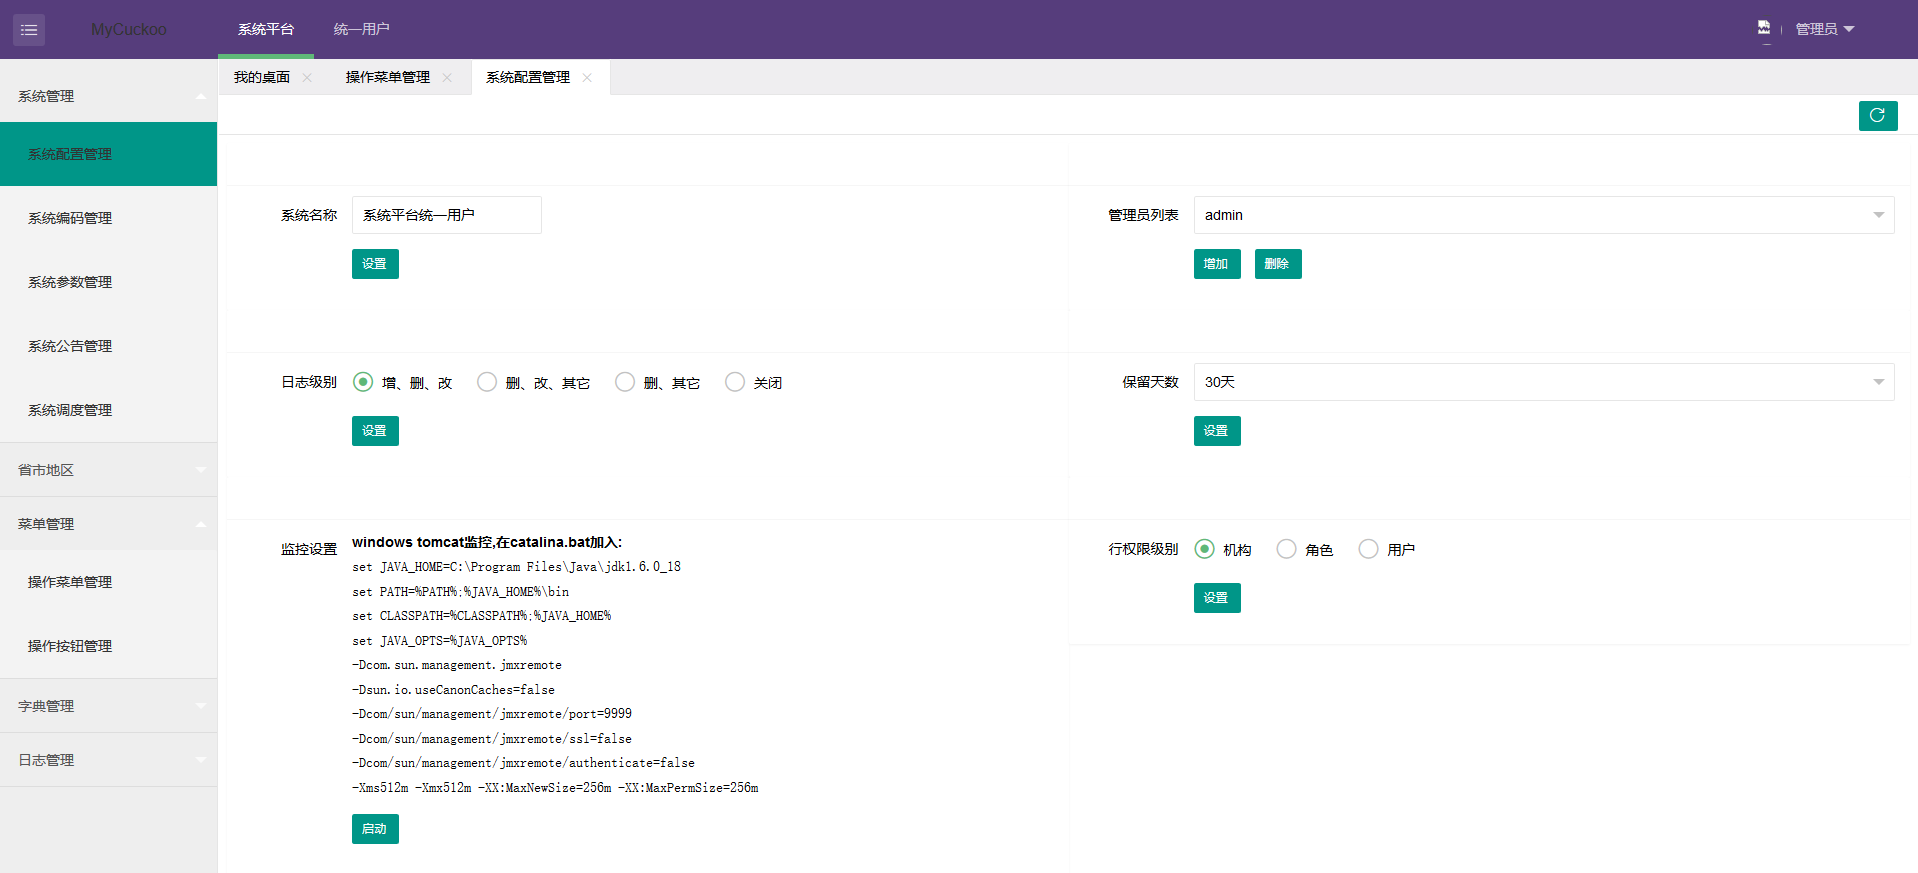 MyCuckoo
系统平台
统一用户
管理员
我的桌面
操作菜单管理
系统配置管理
系统管理
系统配置管理
系统编码管理
系统参数管理
系统公告管理
系统调度管理
省市地区
菜单管理
操作菜单管理
操作按钮管理
字典管理
日志管理
系统名称 系统平台统一用户
设置
管理员列表 admin
增加 删除
日志级别 增、删、改 删、改、其它 删、其它 关闭
设置
保留天数 30天
设置
监控设置 windows tomcat监控,在catalina.bat加入:
set JAVA_HOME=C:\Program Files\Java\jdk1.6.0_18
set PATH=%PATH%;%JAVA_HOME%\bin
set CLASSPATH=%CLASSPATH%;%JAVA_HOME%
set JAVA_OPTS=%JAVA_OPTS%
-Dcom.sun.management.jmxremote
-Dsun.io.useCanonCaches=false
-Dcom/sun/management/jmxremote/port=9999
-Dcom/sun/management/jmxremote/ssl=false
-Dcom/sun/management/jmxremote/authenticate=false
-Xms512m -Xmx512m -XX:MaxNewSize=256m -XX:MaxPermSize=256m
启动
行权限级别 机构 角色 用户
设置